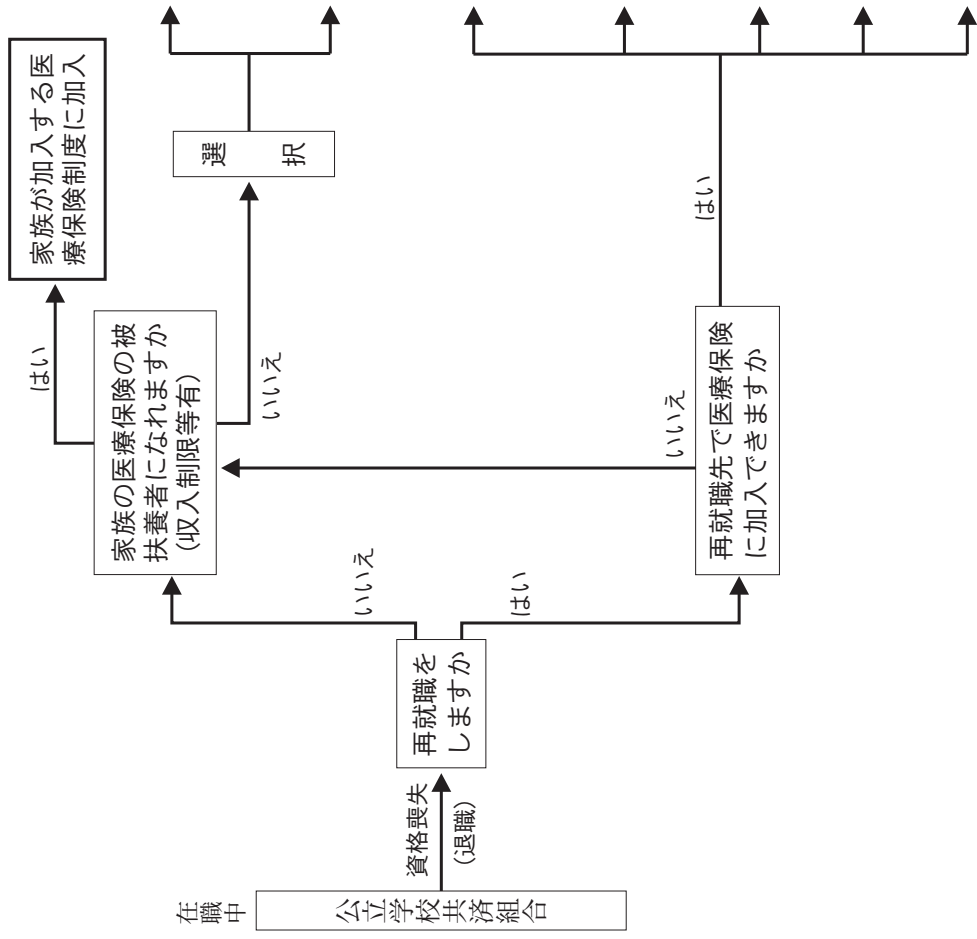 在職中
公立学校共済組合
資格喪失
(退職)
再就職を
しますか
いいえ
はい
家族の医療保険の被
扶養者になれますか
(収入制限等有)
はい
いいえ
家族が加入する医
療保険制度に加入
選択
再就職先で医療保険
に加入できますか
いいえ
はい